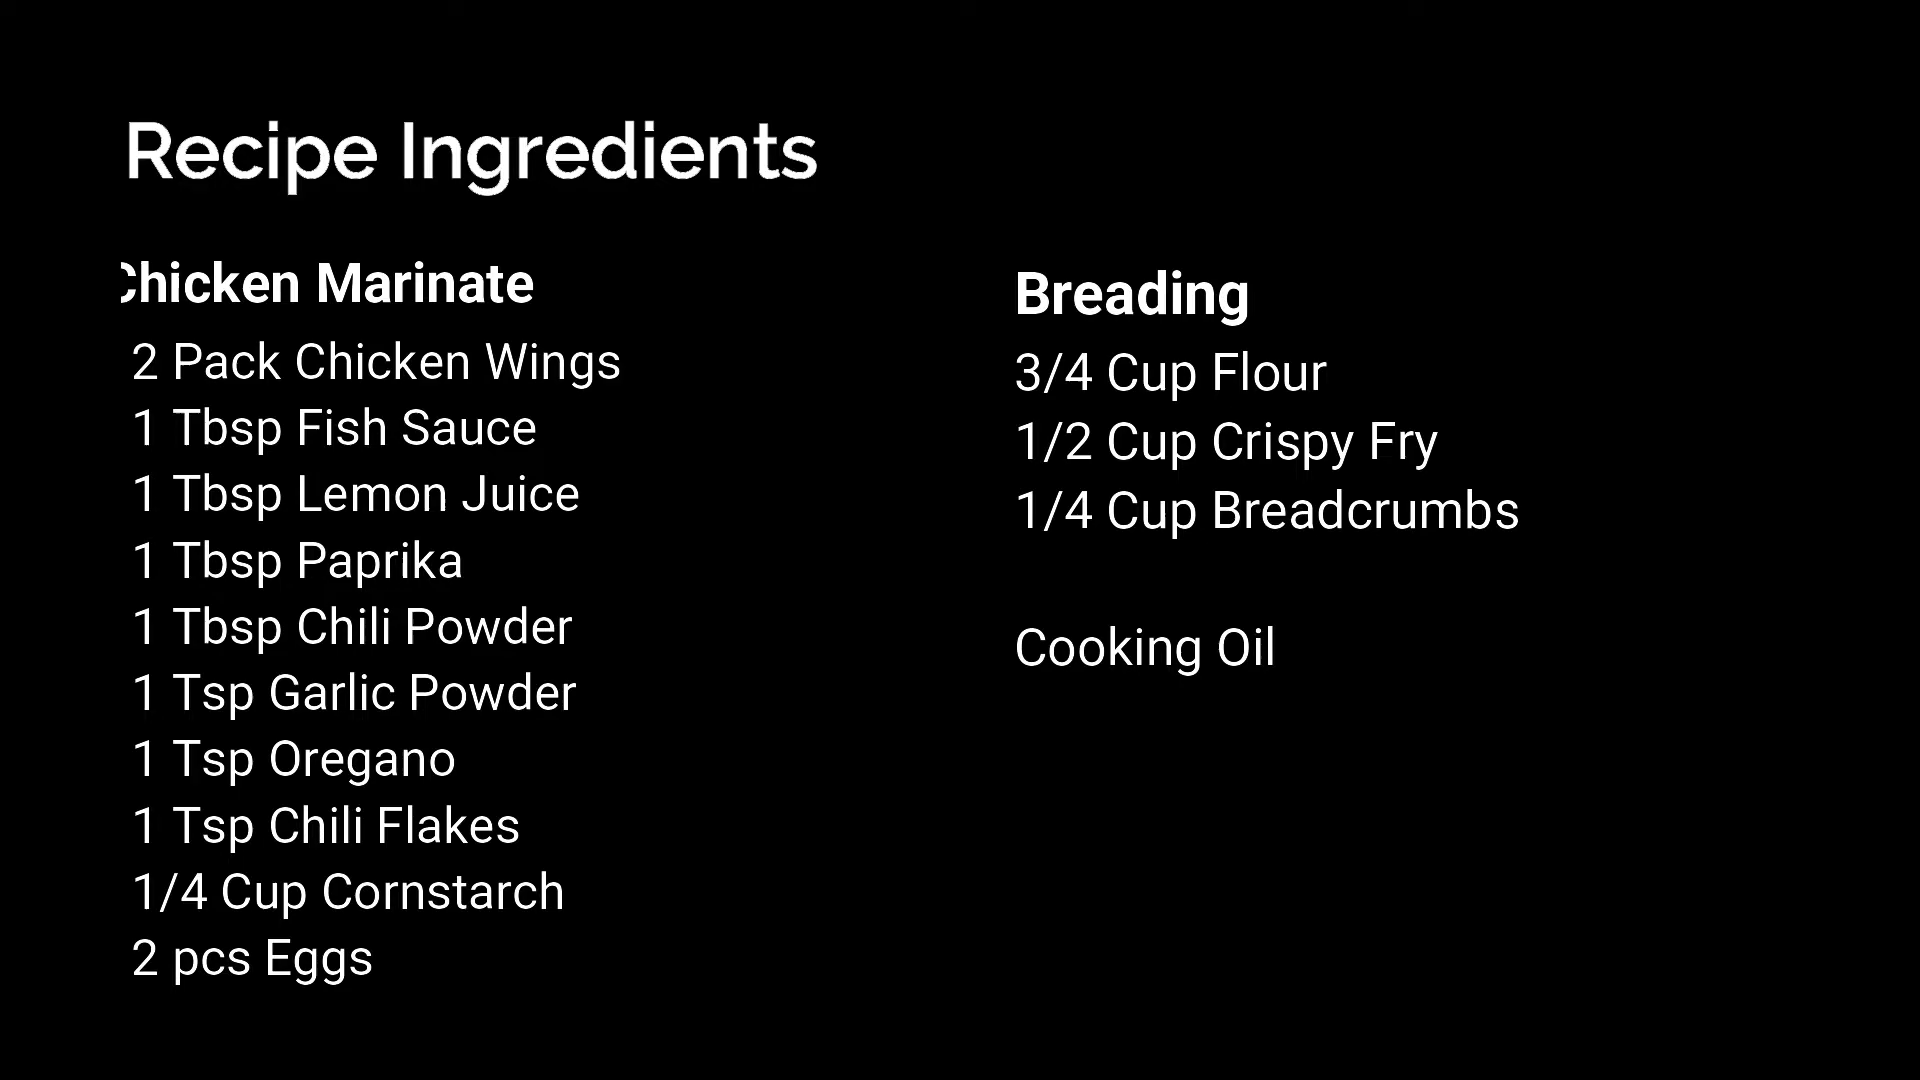 Recipe Ingredients
Chicken Marinate
2 Pack Chicken Wings
1 Tbsp Fish Sauce
1 Tbsp Lemon Juice
1 Tbsp Paprika
1 Tbsp Chili Powder
1 Tsp Garlic Powder
1 Tsp Oregano
1 Tsp Chili Flakes
1/4 Cup Cornstarch
2 pcs Eggs
Breading
3/4 Cup Flour
1/2 Cup Crispy Fry
1/4 Cup Breadcrumbs
Cooking Oil